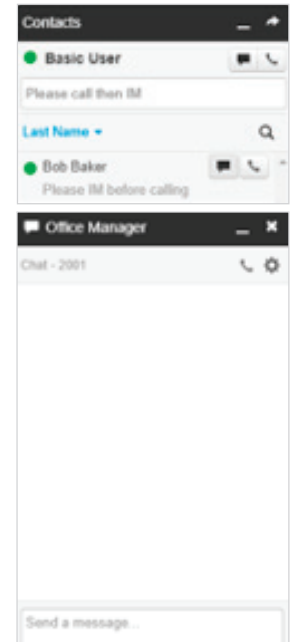 Contacts
Basic User
Please call then IM
Last Name
Bob Baker
Please IM before calling
Office Manager
Chat - 2001
Send a message...